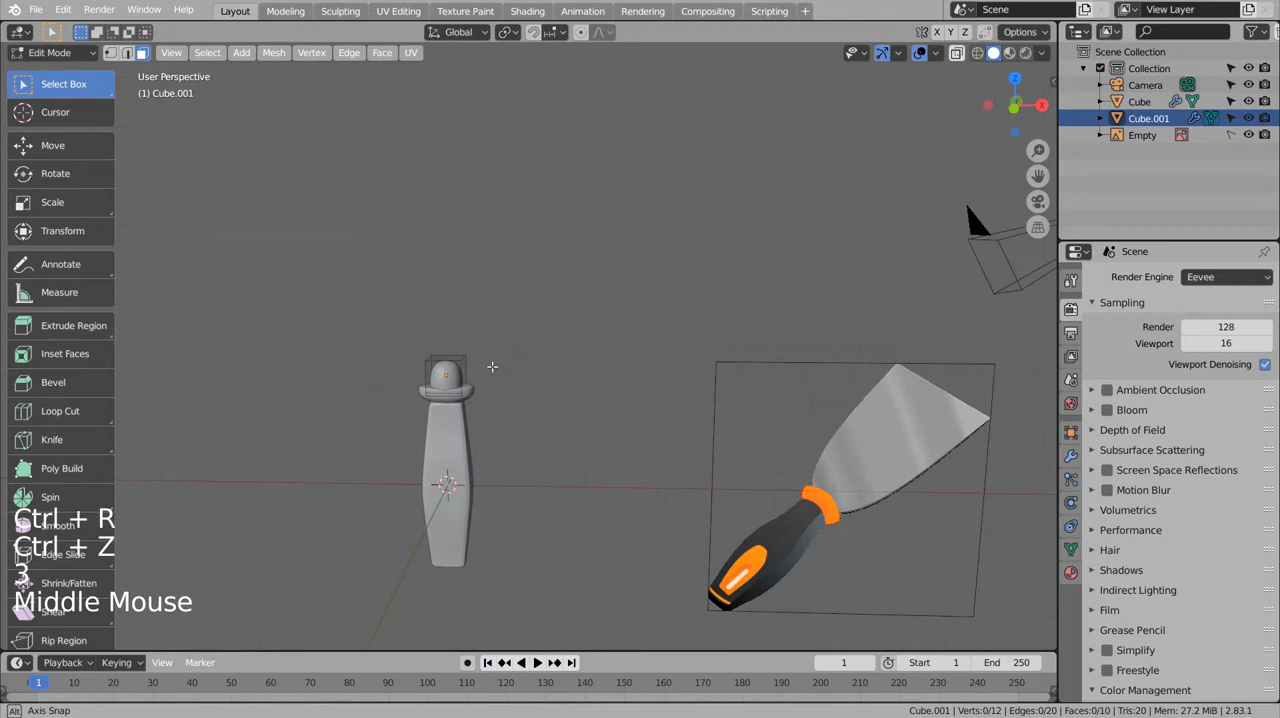 File Edit Render Window Help Layout Modeling Sculpting UV Editing Texture Paint Shading Animation Rendering Compositing Scripting + Scene View Layer
Global Options
Edit Mode View Select Add Mesh Vertex Edge Face UV X Y Z
Scene Collection
Collection
Camera
Cube
Cube.001
Empty
User Perspective
(1) Cube.001
Z
X
Select Box
Cursor
Move
Rotate
Scale
Transform
Annotate
Measure
Extrude Region
Inset Faces
Bevel
Loop Cut
Knife
Poly Build
Spin
Smooth
Edge Slide
Shrink/Fatten
Shear
Rip Region
Ctrl + R
Ctrl + Z
3
Middle Mouse
Scene
Render Engine Eevee
Sampling
Render 128
Viewport 16
Viewport Denoising
Ambient Occlusion
Bloom
Depth of Field
Subsurface Scattering
Screen Space Reflections
Motion Blur
Volumetrics
Performance
Hair
Shadows
Indirect Lighting
Film
Grease Pencil
Simplify
Freestyle
Color Management
Playback Keying View Marker 1 Start 1 End 250
1 10 20 30 40 50 60 70 80 90 100 110 120 130 140 150 160 170 180 190 200 210 220 230 240 250
Alt Axis Snap Cube.001 | Verts:0/12 | Edges:0/20 | Faces:0/10 | Tris:20 | Mem: 27.2 MiB | 2.83.1